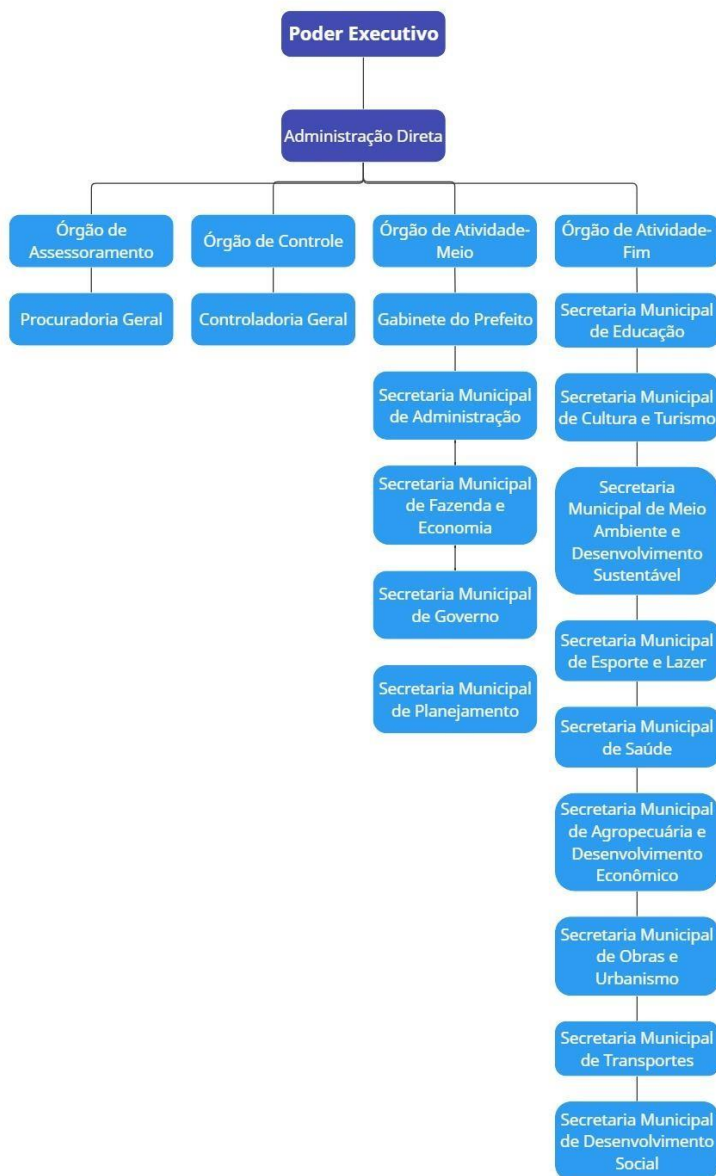 Poder Executivo
Administração Direta
Órgão de
Assessoramento
Órgão de Controle
Órgão de Atividade-
Meio
Órgão de Atividade-
Fim
Procuradoria Geral
Controladoria Geral
Gabinete do Prefeito
Secretaria Municipal
de Administração
Secretaria Municipal
de Fazenda e
Economia
Secretaria Municipal
de Governo
Secretaria Municipal
de Planejamento
Secretaria Municipal
de Educação
Secretaria Municipal
de Cultura e Turismo
Secretaria
Municipal de Meio
Ambiente e
Desenvolvimento
Sustentável
Secretaria Municipal
de Esporte e Lazer
Secretaria Municipal
de Saúde
Secretaria Municipal
de Agropecuária e
Desenvolvimento
Econômico
Secretaria Municipal
de Obras e
Urbanismo
Secretaria Municipal
de Transportes
Secretaria Municipal
de Desenvolvimento
Social